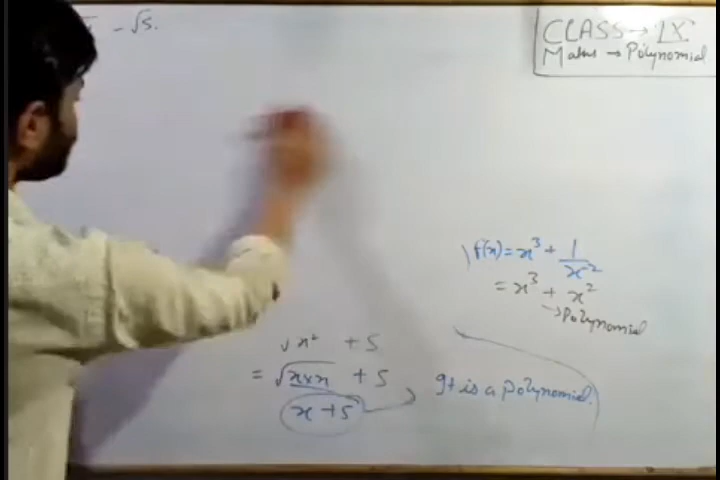 - √5.
CLASS → IX
Maths → Polynomial
f(x) = x³ + 1/x²
= x³ + x²
→ Polynomial
√x² + 5
= √x×x + 5
x + 5
It is a polynomial.